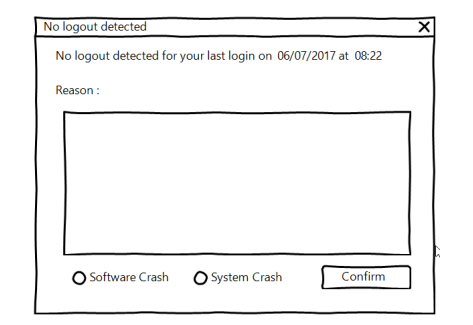 No logout detected
No logout detected for your last login on 06/07/2017 at 08:22
Reason :
Software Crash System Crash Confirm